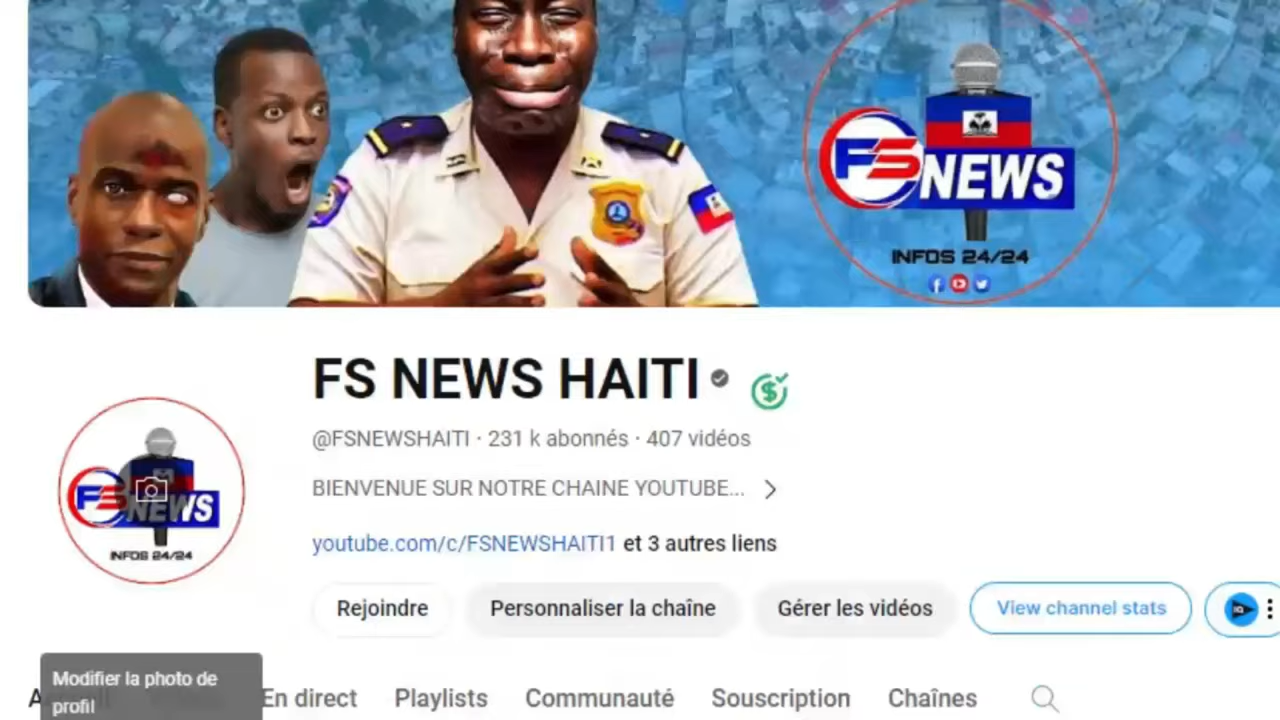 FS NEWS
INFOS 24/24
FS NEWS HAITI
@FSNEWSHAITI · 231 k abonnés · 407 vidéos
BIENVENUE SUR NOTRE CHAINE YOUTUBE...
youtube.com/c/FSNEWSHAITI1 et 3 autres liens
FS NEWS
INFOS 24/24
Rejoindre Personnaliser la chaîne Gérer les vidéos View channel stats
Modifier la photo de
profil
En direct Playlists Communauté Souscription Chaînes